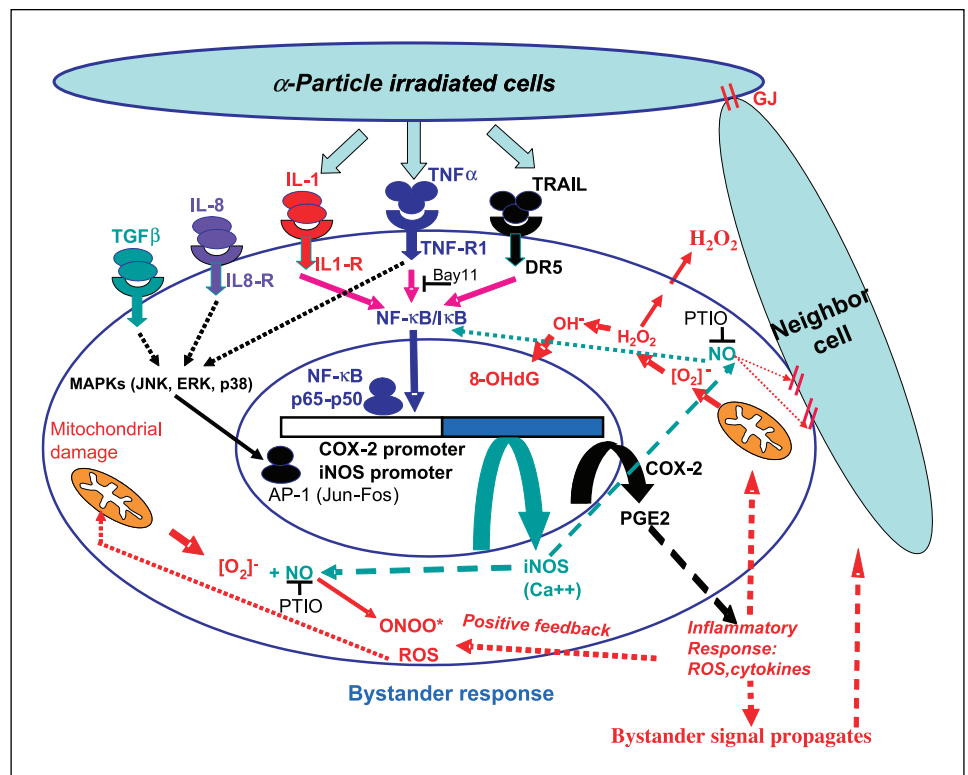 α-Particle irradiated cells
GJ
TNFα
IL-1
TRAIL
IL-8
TGFβ
TNF-R1
H₂O₂
IL1-R
DR5
IL8-R
Bay11
Neighbor
cell
PTIO
NF-κB/IκB
OH⁻
H₂O₂
NO
NF-κB
p65-p50
8-OHdG
[O₂]⁻
MAPKs (JNK, ERK, p38)
Mitochondrial
damage
COX-2 promoter
iNOS promoter
COX-2
AP-1 (Jun-Fos)
PGE2
[O₂]⁻
+ NO
iNOS
(Ca++)
PTIO
ONOO*
Positive feedback
ROS
Inflammatory
Response:
ROS,cytokines
Bystander response
Bystander signal propagates